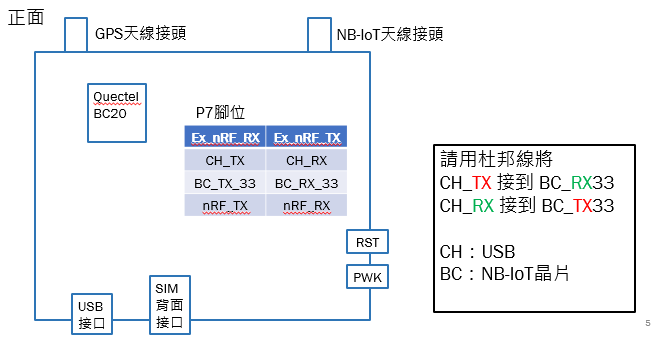 正面
GPS天線接頭
NB-IoT天線接頭
Quectel
BC20
P7腳位
Ex_nRF_RX Ex_nRF_TX
CH_TX CH_RX
BC_TX_33 BC_RX_33
nRF_TX nRF_RX
請用杜邦線將
CH_TX 接到 BC_RX33
CH_RX 接到 BC_TX33
CH：USB
BC：NB-IoT晶片
RST
PWK
SIM
背面
接口
USB
接口
5